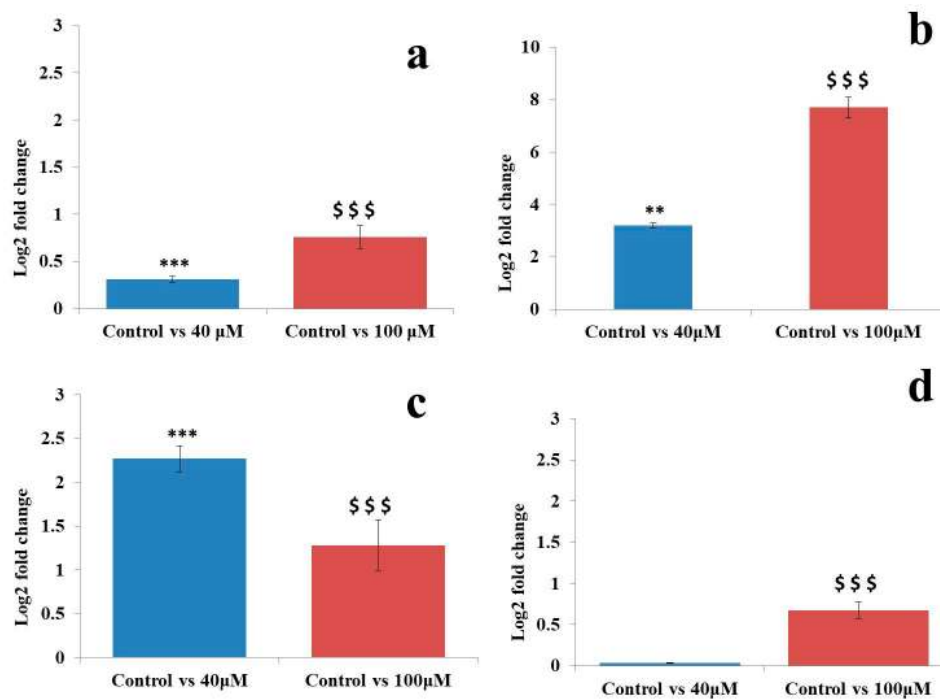 a
3
2.5
2
1.5
1
0.5
0
Log2 fold change
***
$$$
Control vs 40 µM
Control vs 100 µM
b
10
8
6
4
2
0
Log2 fold change
**
$$$
Control vs 40µM
Control vs 100µM
c
3
2.5
2
1.5
1
0.5
0
Log2 fold change
***
$$$
Control vs 40µM
Control vs 100µM
d
3
2.5
2
1.5
1
0.5
0
Log2 fold change
$$$
Control vs 40µM
Control vs 100µM